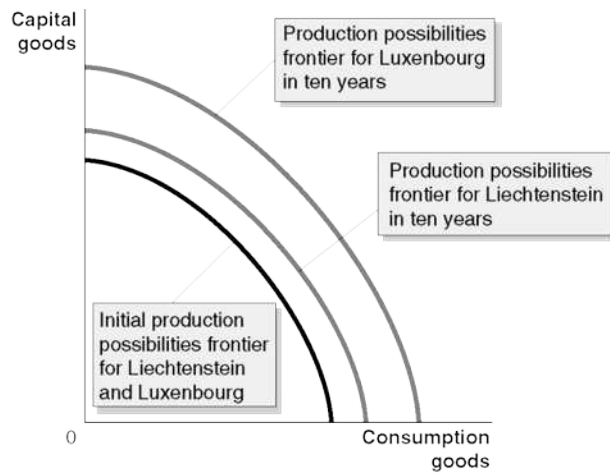 Capital
goods
Production possibilities
frontier for Luxenbourg
in ten years
Production possibilities
frontier for Liechtenstein
in ten years
Initial production
possibilities frontier
for Liechtenstein
and Luxenbourg
0
Consumption
goods